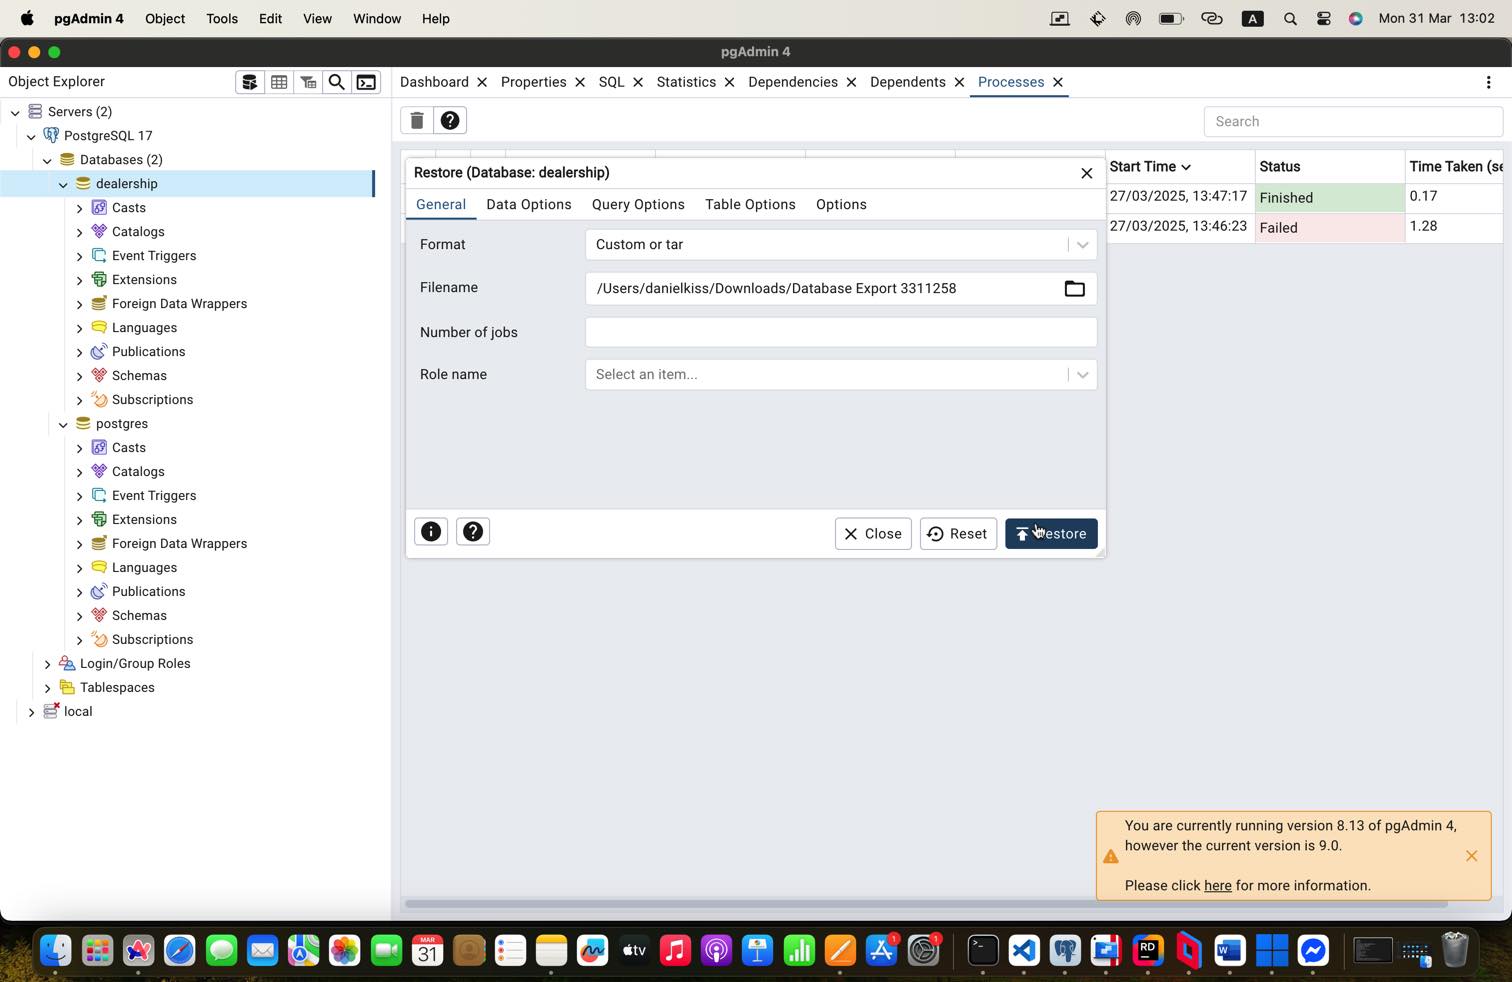 pgAdmin 4 Object Tools Edit View Window Help A Mon 31 Mar 13:02
pgAdmin 4
Object Explorer
Dashboard Properties SQL Statistics Dependencies Dependents Processes
Servers (2)
PostgreSQL 17
Databases (2)
dealership
Casts
Catalogs
Event Triggers
Extensions
Foreign Data Wrappers
Languages
Publications
Schemas
Subscriptions
postgres
Casts
Catalogs
Event Triggers
Extensions
Foreign Data Wrappers
Languages
Publications
Schemas
Subscriptions
Login/Group Roles
Tablespaces
local
Search
Start Time Status Time Taken (se
27/03/2025, 13:47:17 Finished 0.17
27/03/2025, 13:46:23 Failed 1.28
Restore (Database: dealership)
General Data Options Query Options Table Options Options
Format Custom or tar
Filename /Users/danielkiss/Downloads/Database Export 3311258
Number of jobs
Role name Select an item...
Close Reset estore
You are currently running version 8.13 of pgAdmin 4,
however the current version is 9.0.
Please click here for more information.
MAR
31
tv
1
1
RD
W